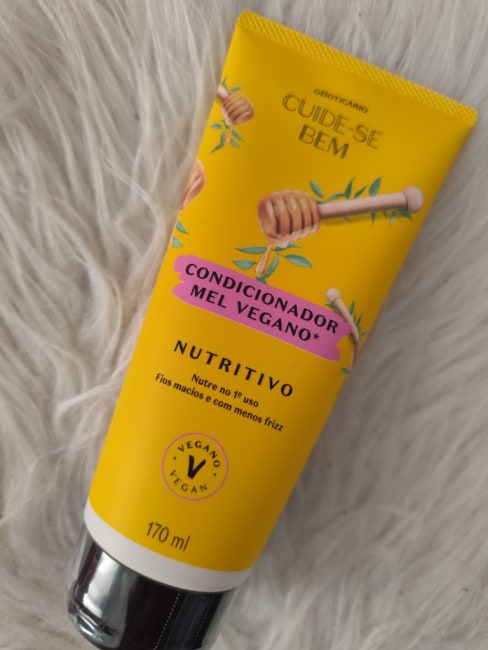 OBOTICÁRIO
CUIDE-SE
BEM
CONDICIONADOR
MEL VEGANO*
NUTRITIVO
Nutre no 1º uso
Fios macios e com menos frizz
• VEGANO •
V
VEGAN
170 ml